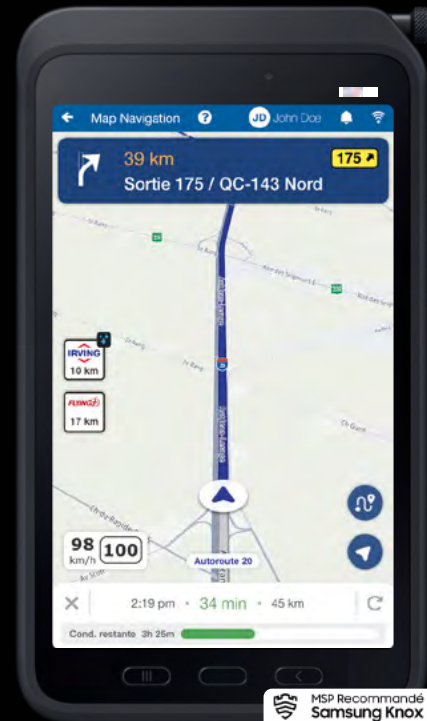 Map Navigation ? JD John Doe
39 km
175
Sortie 175 / QC-143 Nord
IRVING
10 km
FLYING J
17 km
98
km/h
100
Autoroute 20
2:19 pm · 34 min · 45 km
Cond. restante 3h 25m
MSP Recommandé
Samsung Knox